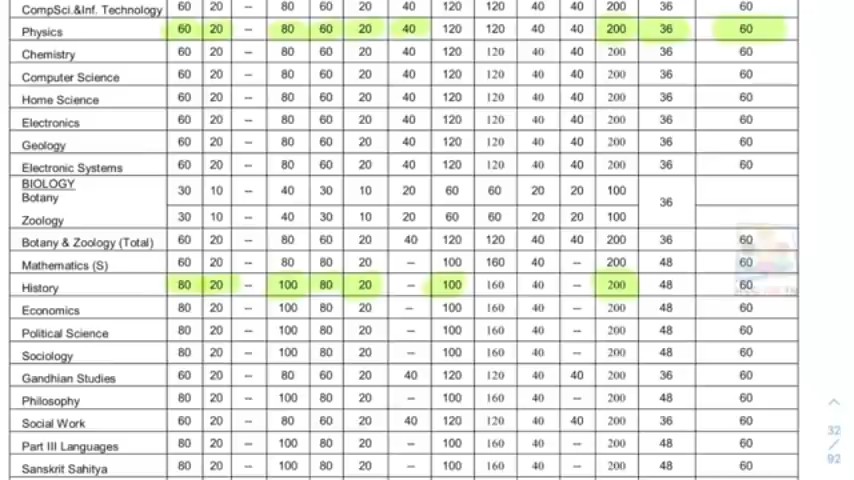 CompSci.&Inf. Technology 60 20 -- 80 60 20 40 120 120 40 40 200 36 60
Physics 60 20 -- 80 60 20 40 120 120 40 40 200 36 60
Chemistry 60 20 -- 80 60 20 40 120 120 40 40 200 36 60
Computer Science 60 20 -- 80 60 20 40 120 120 40 40 200 36 60
Home Science 60 20 -- 80 60 20 40 120 120 40 40 200 36 60
Electronics 60 20 -- 80 60 20 40 120 120 40 40 200 36 60
Geology 60 20 -- 80 60 20 40 120 120 40 40 200 36 60
Electronic Systems 60 20 -- 80 60 20 40 120 120 40 40 200 36 60
BIOLOGY
Botany 30 10 -- 40 30 10 20 60 60 20 20 100
36
Zoology 30 10 -- 40 30 10 20 60 60 20 20 100
Botany & Zoology (Total) 60 20 -- 80 60 20 40 120 120 40 40 200 36 60
Mathematics (S) 60 20 -- 80 80 20 -- 100 160 40 -- 200 48 60
History 80 20 -- 100 80 20 -- 100 160 40 -- 200 48 60
Economics 80 20 -- 100 80 20 -- 100 160 40 -- 200 48 60
Political Science 80 20 -- 100 80 20 -- 100 160 40 -- 200 48 60
Sociology 80 20 -- 100 80 20 -- 100 160 40 -- 200 48 60
Gandhian Studies 60 20 -- 80 60 20 40 120 120 40 40 200 36 60
Philosophy 80 20 -- 100 80 20 -- 100 160 40 -- 200 48 60
Social Work 60 20 -- 80 60 20 40 120 120 40 40 200 36 60
Part III Languages 80 20 -- 100 80 20 -- 100 160 40 -- 200 48 60
Sanskrit Sahitya 80 20 -- 100 80 20 -- 100 160 40 -- 200 48 60
32
/
92